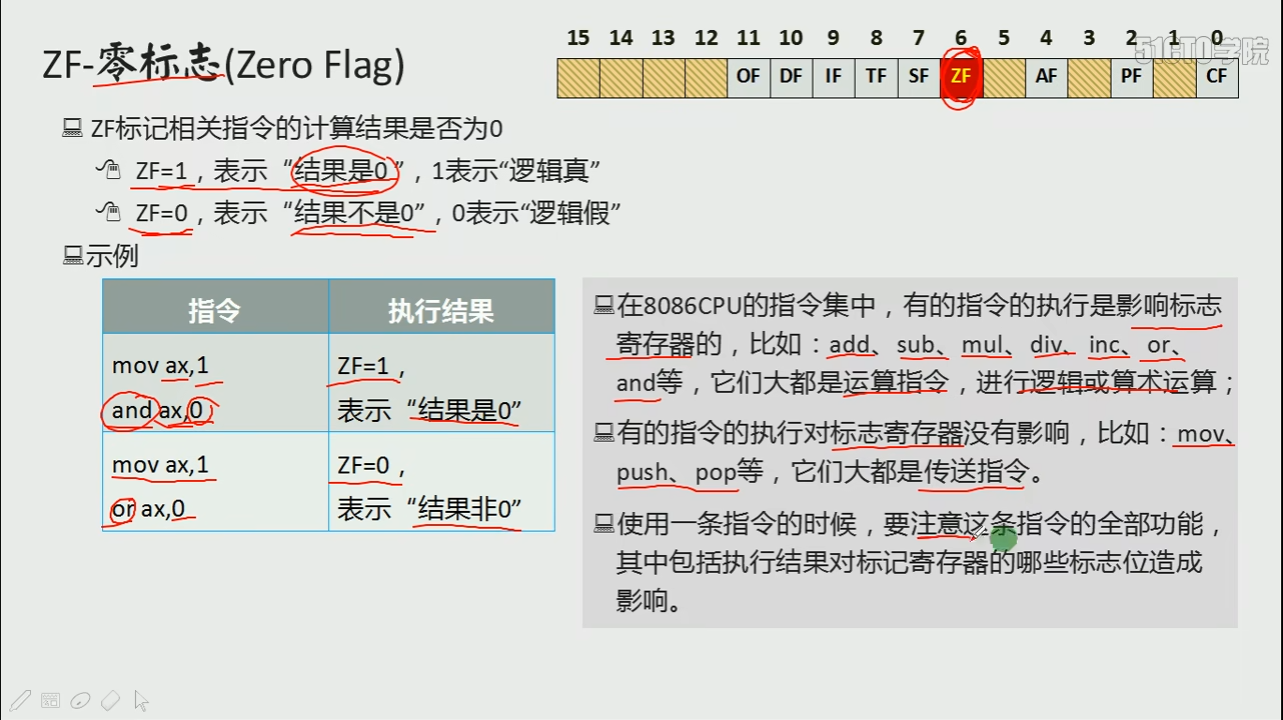 ZF-零标志(Zero Flag)
15 14 13 12 11 10 9 8 7 6 5 4 3 2 1 0
51CTO学院
OF DF IF TF SF ZF AF PF CF
ZF标记相关指令的计算结果是否为0
ZF=1，表示“结果是0”，1表示“逻辑真”
ZF=0，表示“结果不是0”，0表示“逻辑假”
示例
指令 执行结果
mov ax,1 ZF=1，
and ax,0 表示“结果是0”
mov ax,1 ZF=0，
or ax,0 表示“结果非0”
在8086CPU的指令集中，有的指令的执行是影响标志
寄存器的，比如：add、sub、mul、div、inc、or、
and等，它们大都是运算指令，进行逻辑或算术运算；
有的指令的执行对标志寄存器没有影响，比如：mov、
push、pop等，它们大都是传送指令。
使用一条指令的时候，要注意这条指令的全部功能，
其中包括执行结果对标记寄存器的哪些标志位造成
影响。